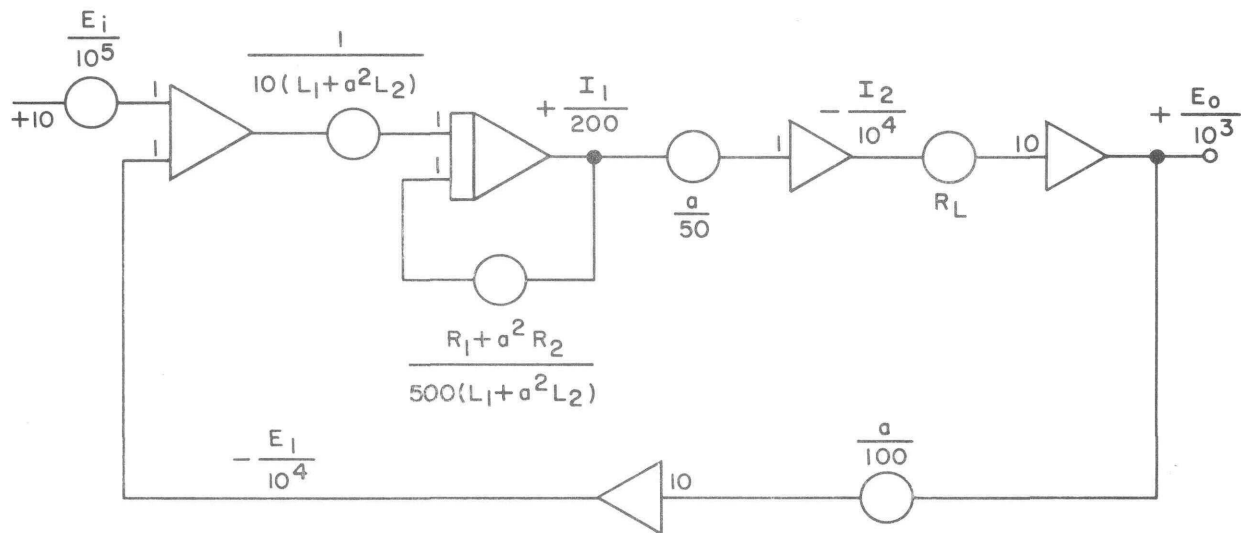 E_i / 10^5
+10
1
1
1 / 10(L_1+a^2L_2)
1
1
+ I_1 / 200
R_1+a^2R_2 / 500(L_1+a^2L_2)
a / 50
1
- I_2 / 10^4
R_L
10
+ E_o / 10^3
- E_1 / 10^4
10
a / 100